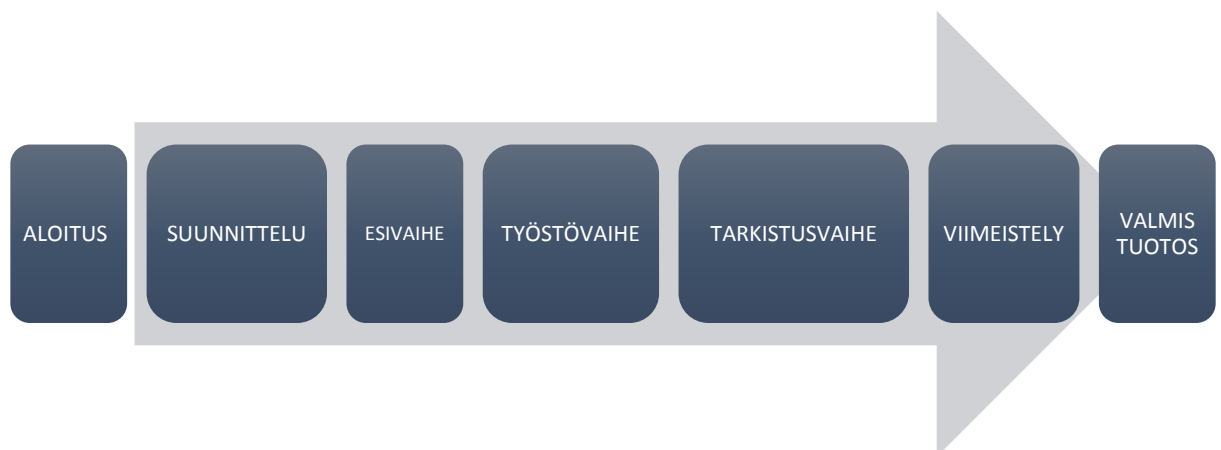 ALOITUS
SUUNNITTELU
ESIVAIHE
TYÖSTÖVAIHE
TARKISTUSVAIHE
VIIMEISTELY
VALMIS
TUOTOS